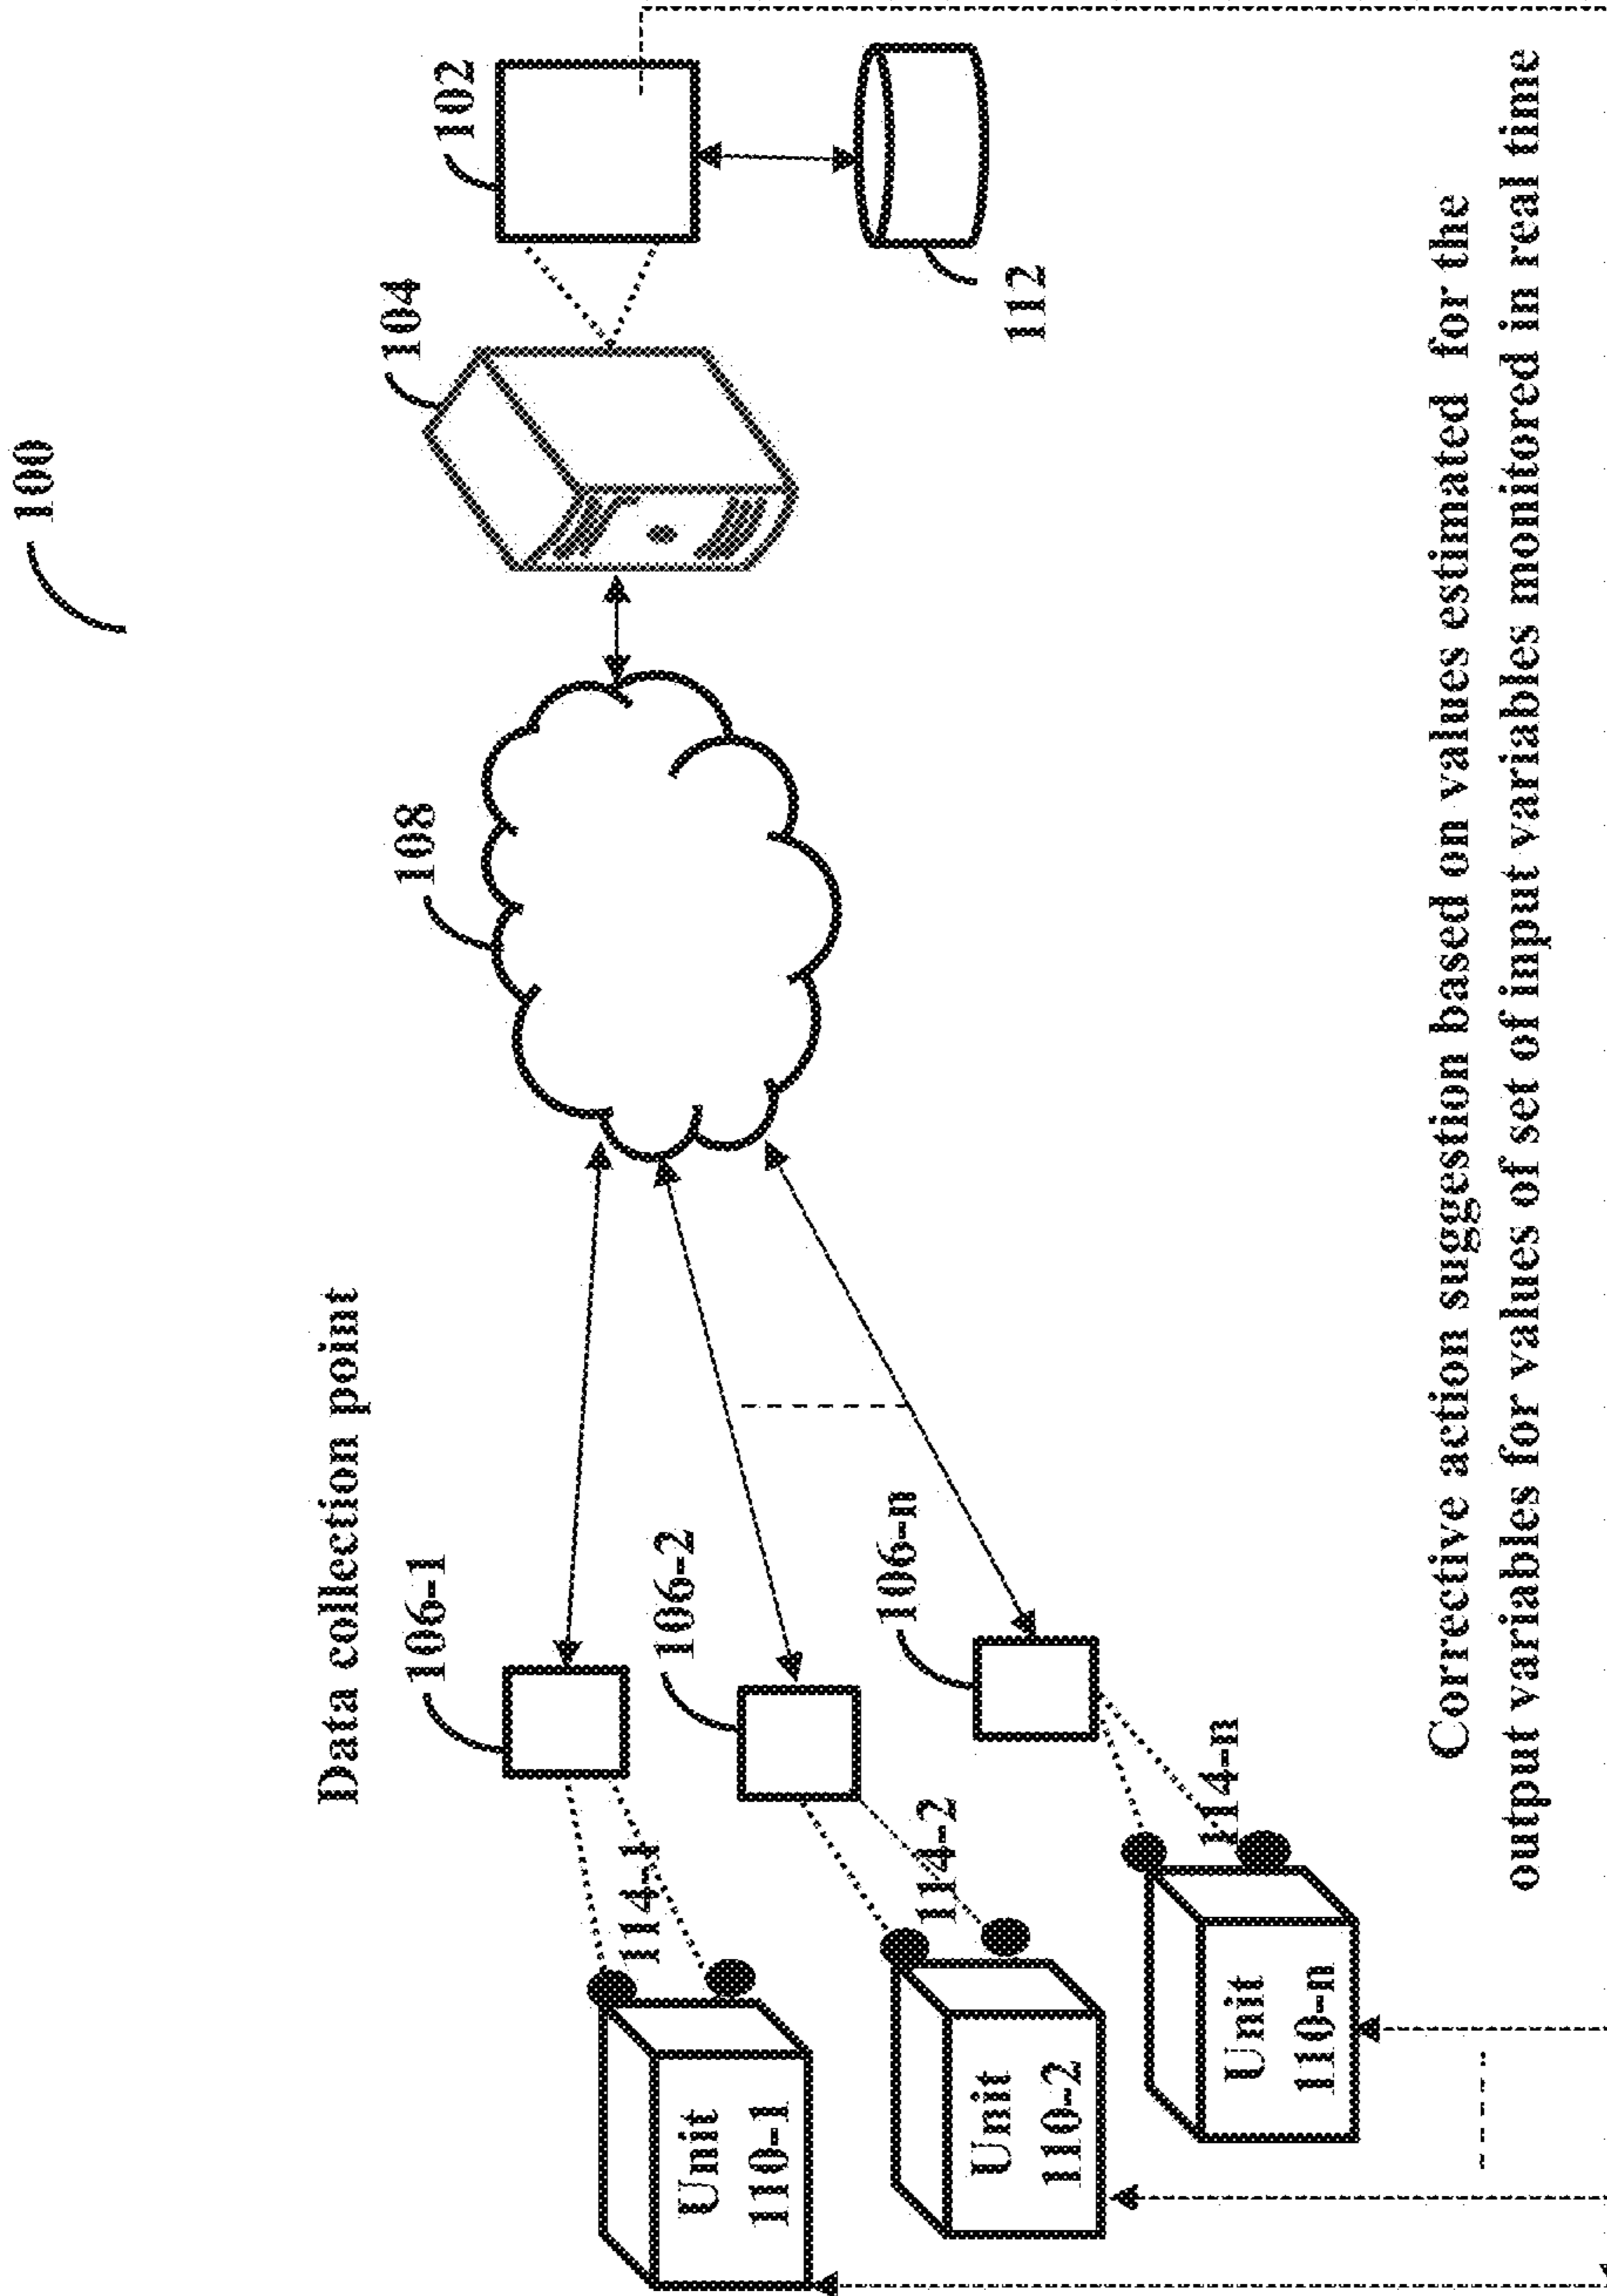 100
Data collection point
106-1
108
104
102
106-2
106-n
112
114-1
114-2
114-n
Unit
110-1
Unit
110-2
Unit
110-n
Corrective action suggestion based on values estimated for the
output variables for values of set of input variables monitored in real time